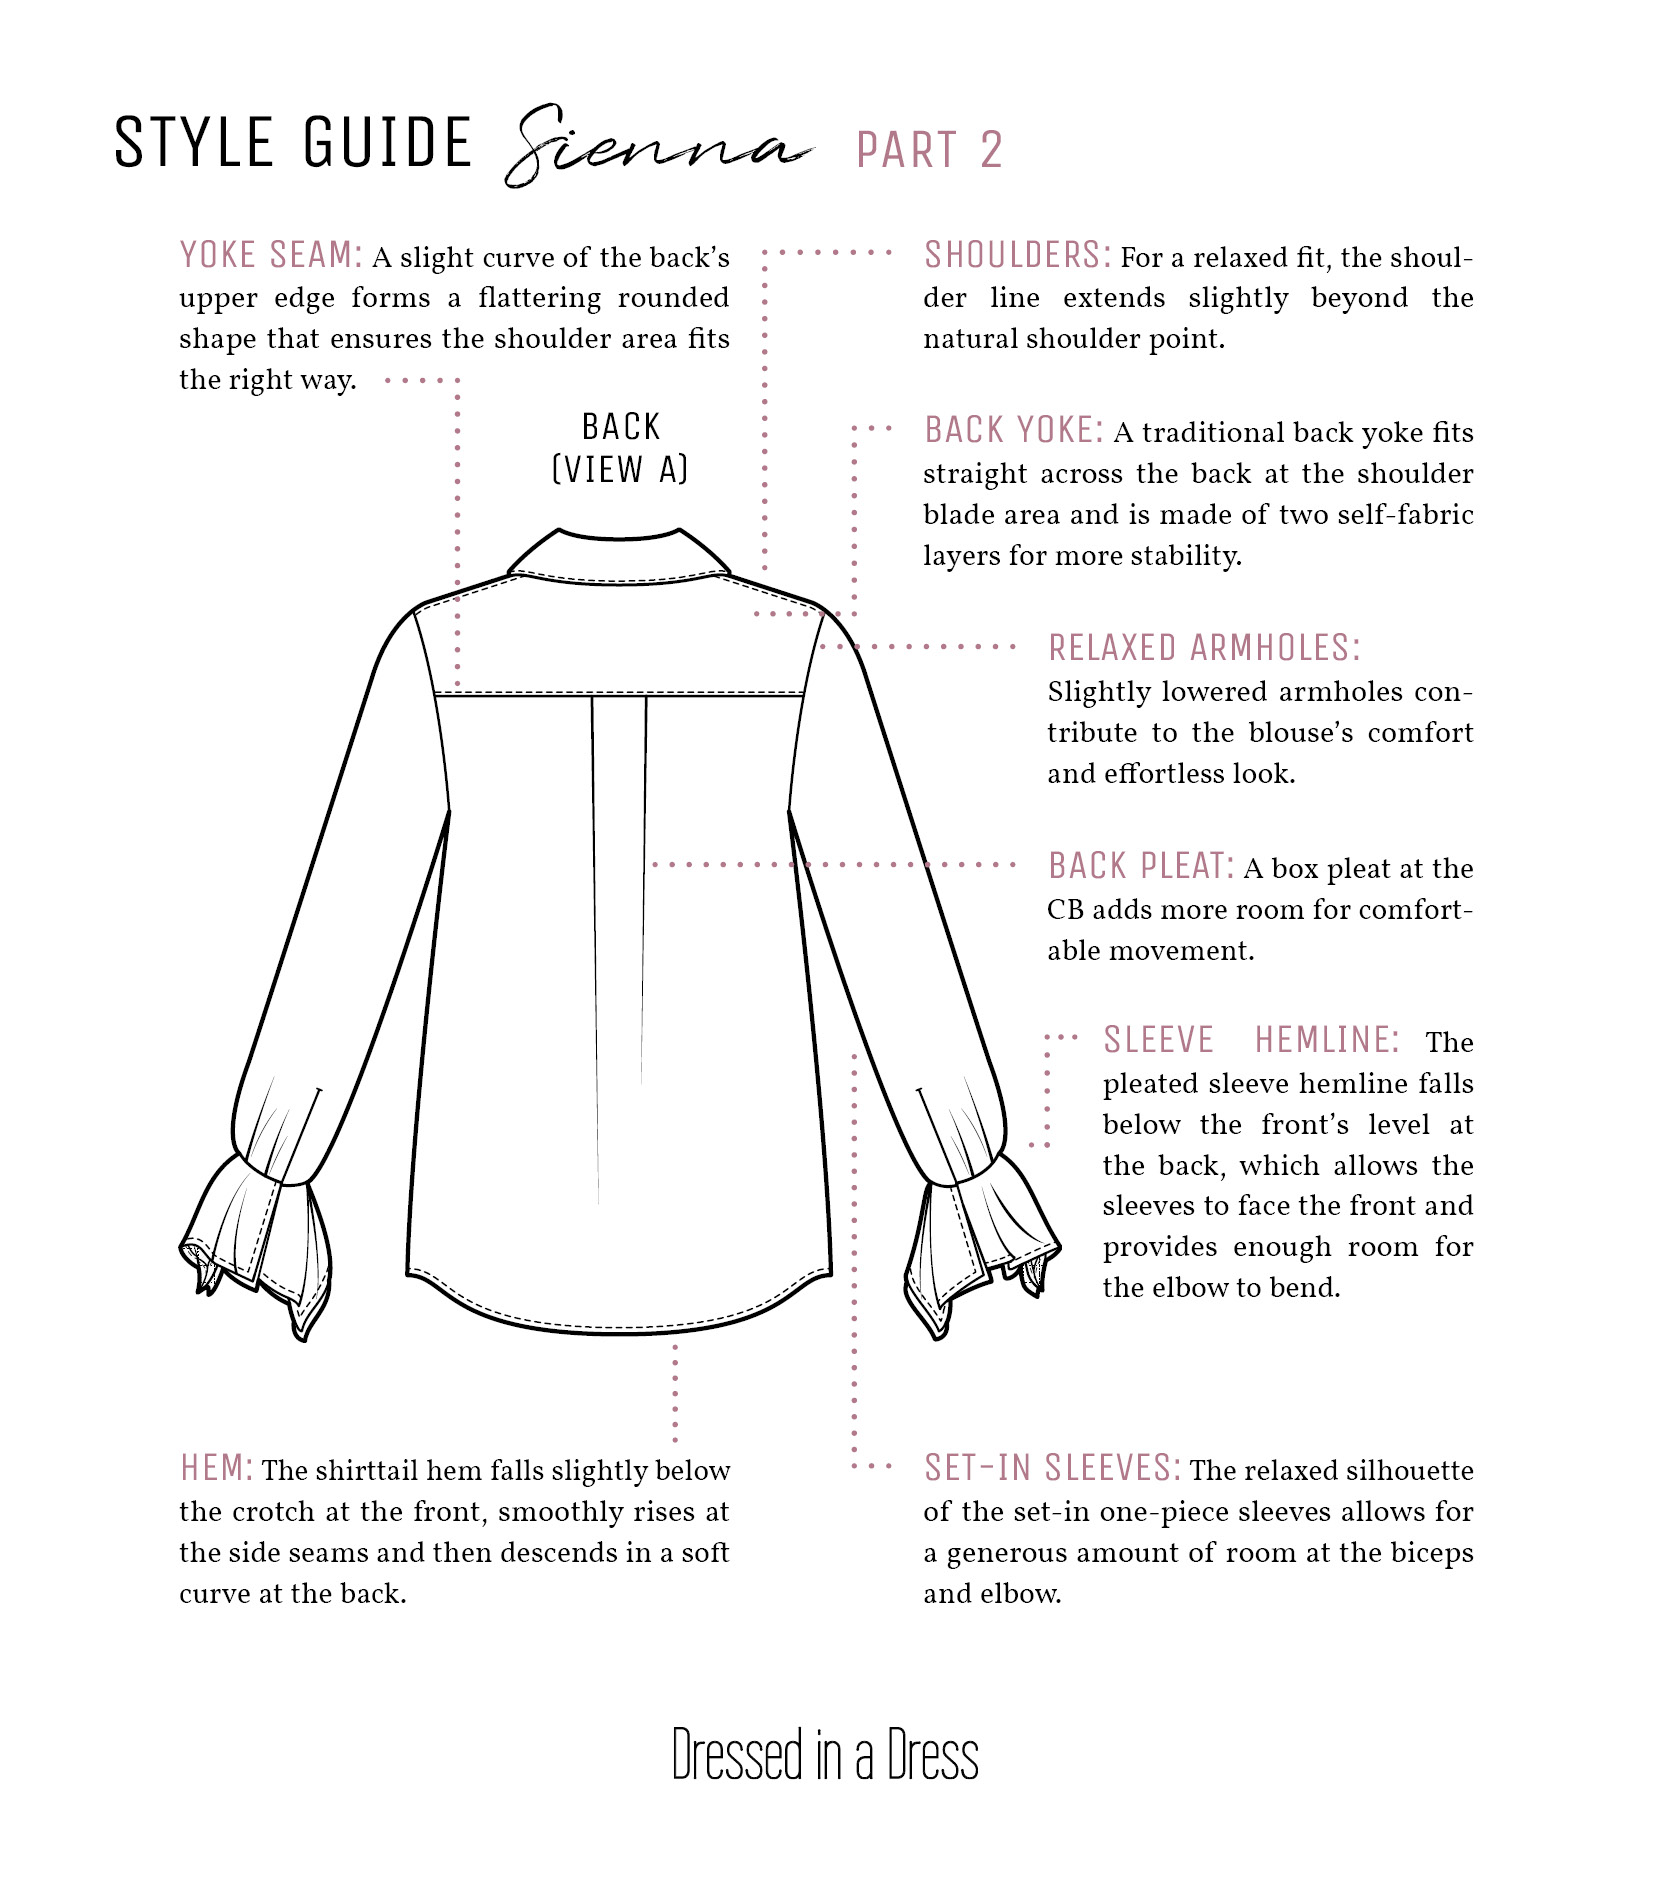 STYLE GUIDE Sienna PART 2
YOKE SEAM: A slight curve of the back’s
upper edge forms a flattering rounded
shape that ensures the shoulder area fits
the right way.
SHOULDERS: For a relaxed fit, the shoul-
der line extends slightly beyond the
natural shoulder point.
BACK
(VIEW A)
BACK YOKE: A traditional back yoke fits
straight across the back at the shoulder
blade area and is made of two self-fabric
layers for more stability.
RELAXED ARMHOLES:
Slightly lowered armholes con-
tribute to the blouse’s comfort
and effortless look.
BACK PLEAT: A box pleat at the
CB adds more room for comfort-
able movement.
SLEEVE HEMLINE: The
pleated sleeve hemline falls
below the front’s level at
the back, which allows the
sleeves to face the front and
provides enough room for
the elbow to bend.
HEM: The shirttail hem falls slightly below
the crotch at the front, smoothly rises at
the side seams and then descends in a soft
curve at the back.
SET-IN SLEEVES: The relaxed silhouette
of the set-in one-piece sleeves allows for
a generous amount of room at the biceps
and elbow.
Dressed in a Dress